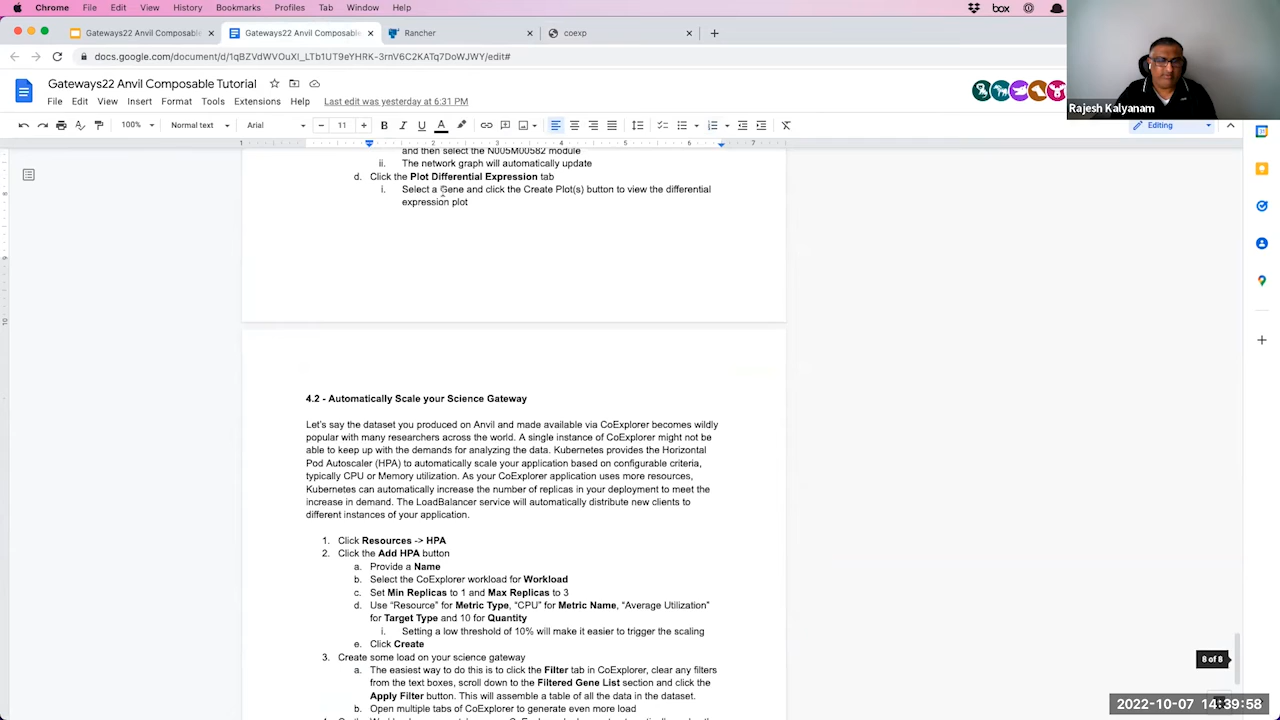 Chrome File Edit View History Bookmarks Profiles Tab Window Help box
Gateways22 Anvil Composable Gateways22 Anvil Composable Rancher coexp
docs.google.com/document/d/1qBZVdWVOuXI_LTb1UT9eYHRK-3rnV6C2KATq7DoWJWY/edit#
Gateways22 Anvil Composable Tutorial
File Edit View Insert Format Tools Extensions Help Last edit was yesterday at 6:31 PM
100% Normal text Arial 11 Editing
Rajesh Kalyanam
and then select the N005M00582 module
ii. The network graph will automatically update
d. Click the Plot Differential Expression tab
i. Select a Gene and click the Create Plot(s) button to view the differential
expression plot
4.2 - Automatically Scale your Science Gateway
Let's say the dataset you produced on Anvil and made available via CoExplorer becomes wildly
popular with many researchers across the world. A single instance of CoExplorer might not be
able to keep up with the demands for analyzing the data. Kubernetes provides the Horizontal
Pod Autoscaler (HPA) to automatically scale your application based on configurable criteria,
typically CPU or Memory utilization. As your CoExplorer application uses more resources,
Kubernetes can automatically increase the number of replicas in your deployment to meet the
increase in demand. The LoadBalancer service will automatically distribute new clients to
different instances of your application.
1. Click Resources -> HPA
2. Click the Add HPA button
a. Provide a Name
b. Select the CoExplorer workload for Workload
c. Set Min Replicas to 1 and Max Replicas to 3
d. Use "Resource" for Metric Type, "CPU" for Metric Name, "Average Utilization"
for Target Type and 10 for Quantity
i. Setting a low threshold of 10% will make it easier to trigger the scaling
e. Click Create
3. Create some load on your science gateway
a. The easiest way to do this is to click the Filter tab in CoExplorer, clear any filters
from the text boxes, scroll down to the Filtered Gene List section and click the
Apply Filter button. This will assemble a table of all the data in the dataset.
b. Open multiple tabs of CoExplorer to generate even more load
8 of 8
2022-10-07 14:39:58